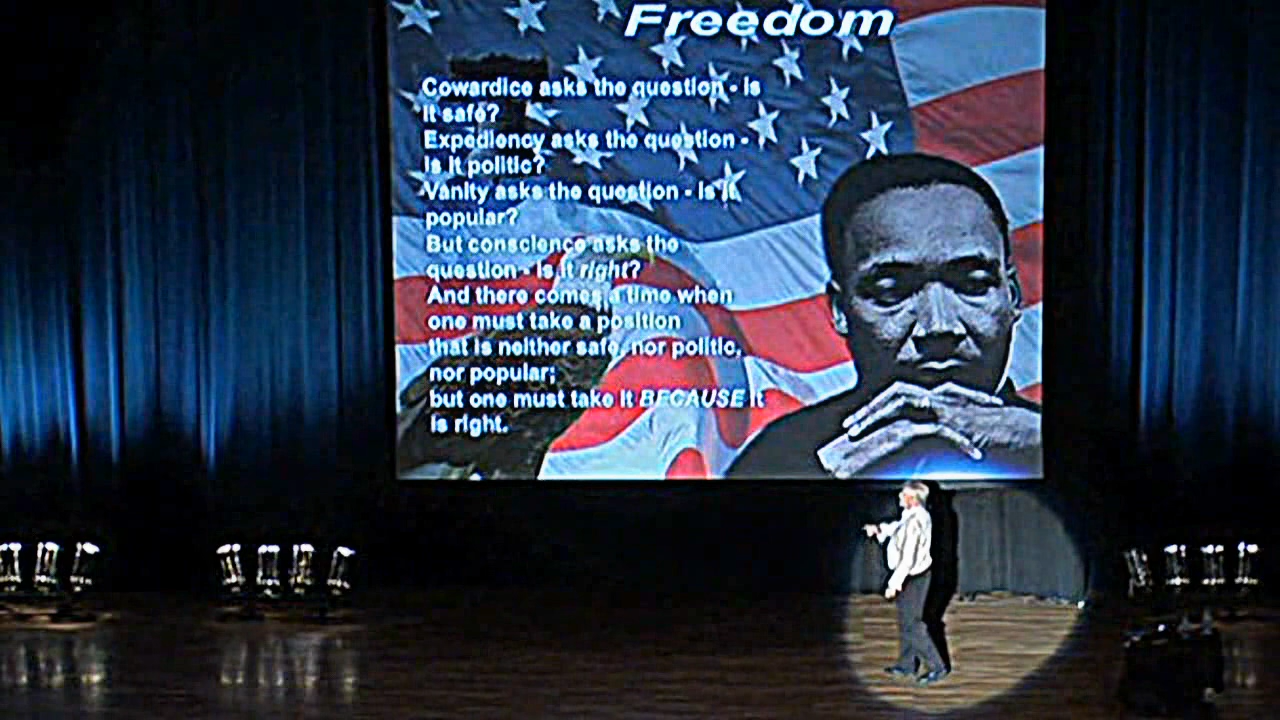 Freedom
Cowardice asks the question - is
it safe?
Expediency asks the question -
is it politic?
Vanity asks the question - is it
popular?
But conscience asks the
question - is it right?
And there comes a time when
one must take a position
that is neither safe, nor politic,
nor popular;
but one must take it BECAUSE it
is right.